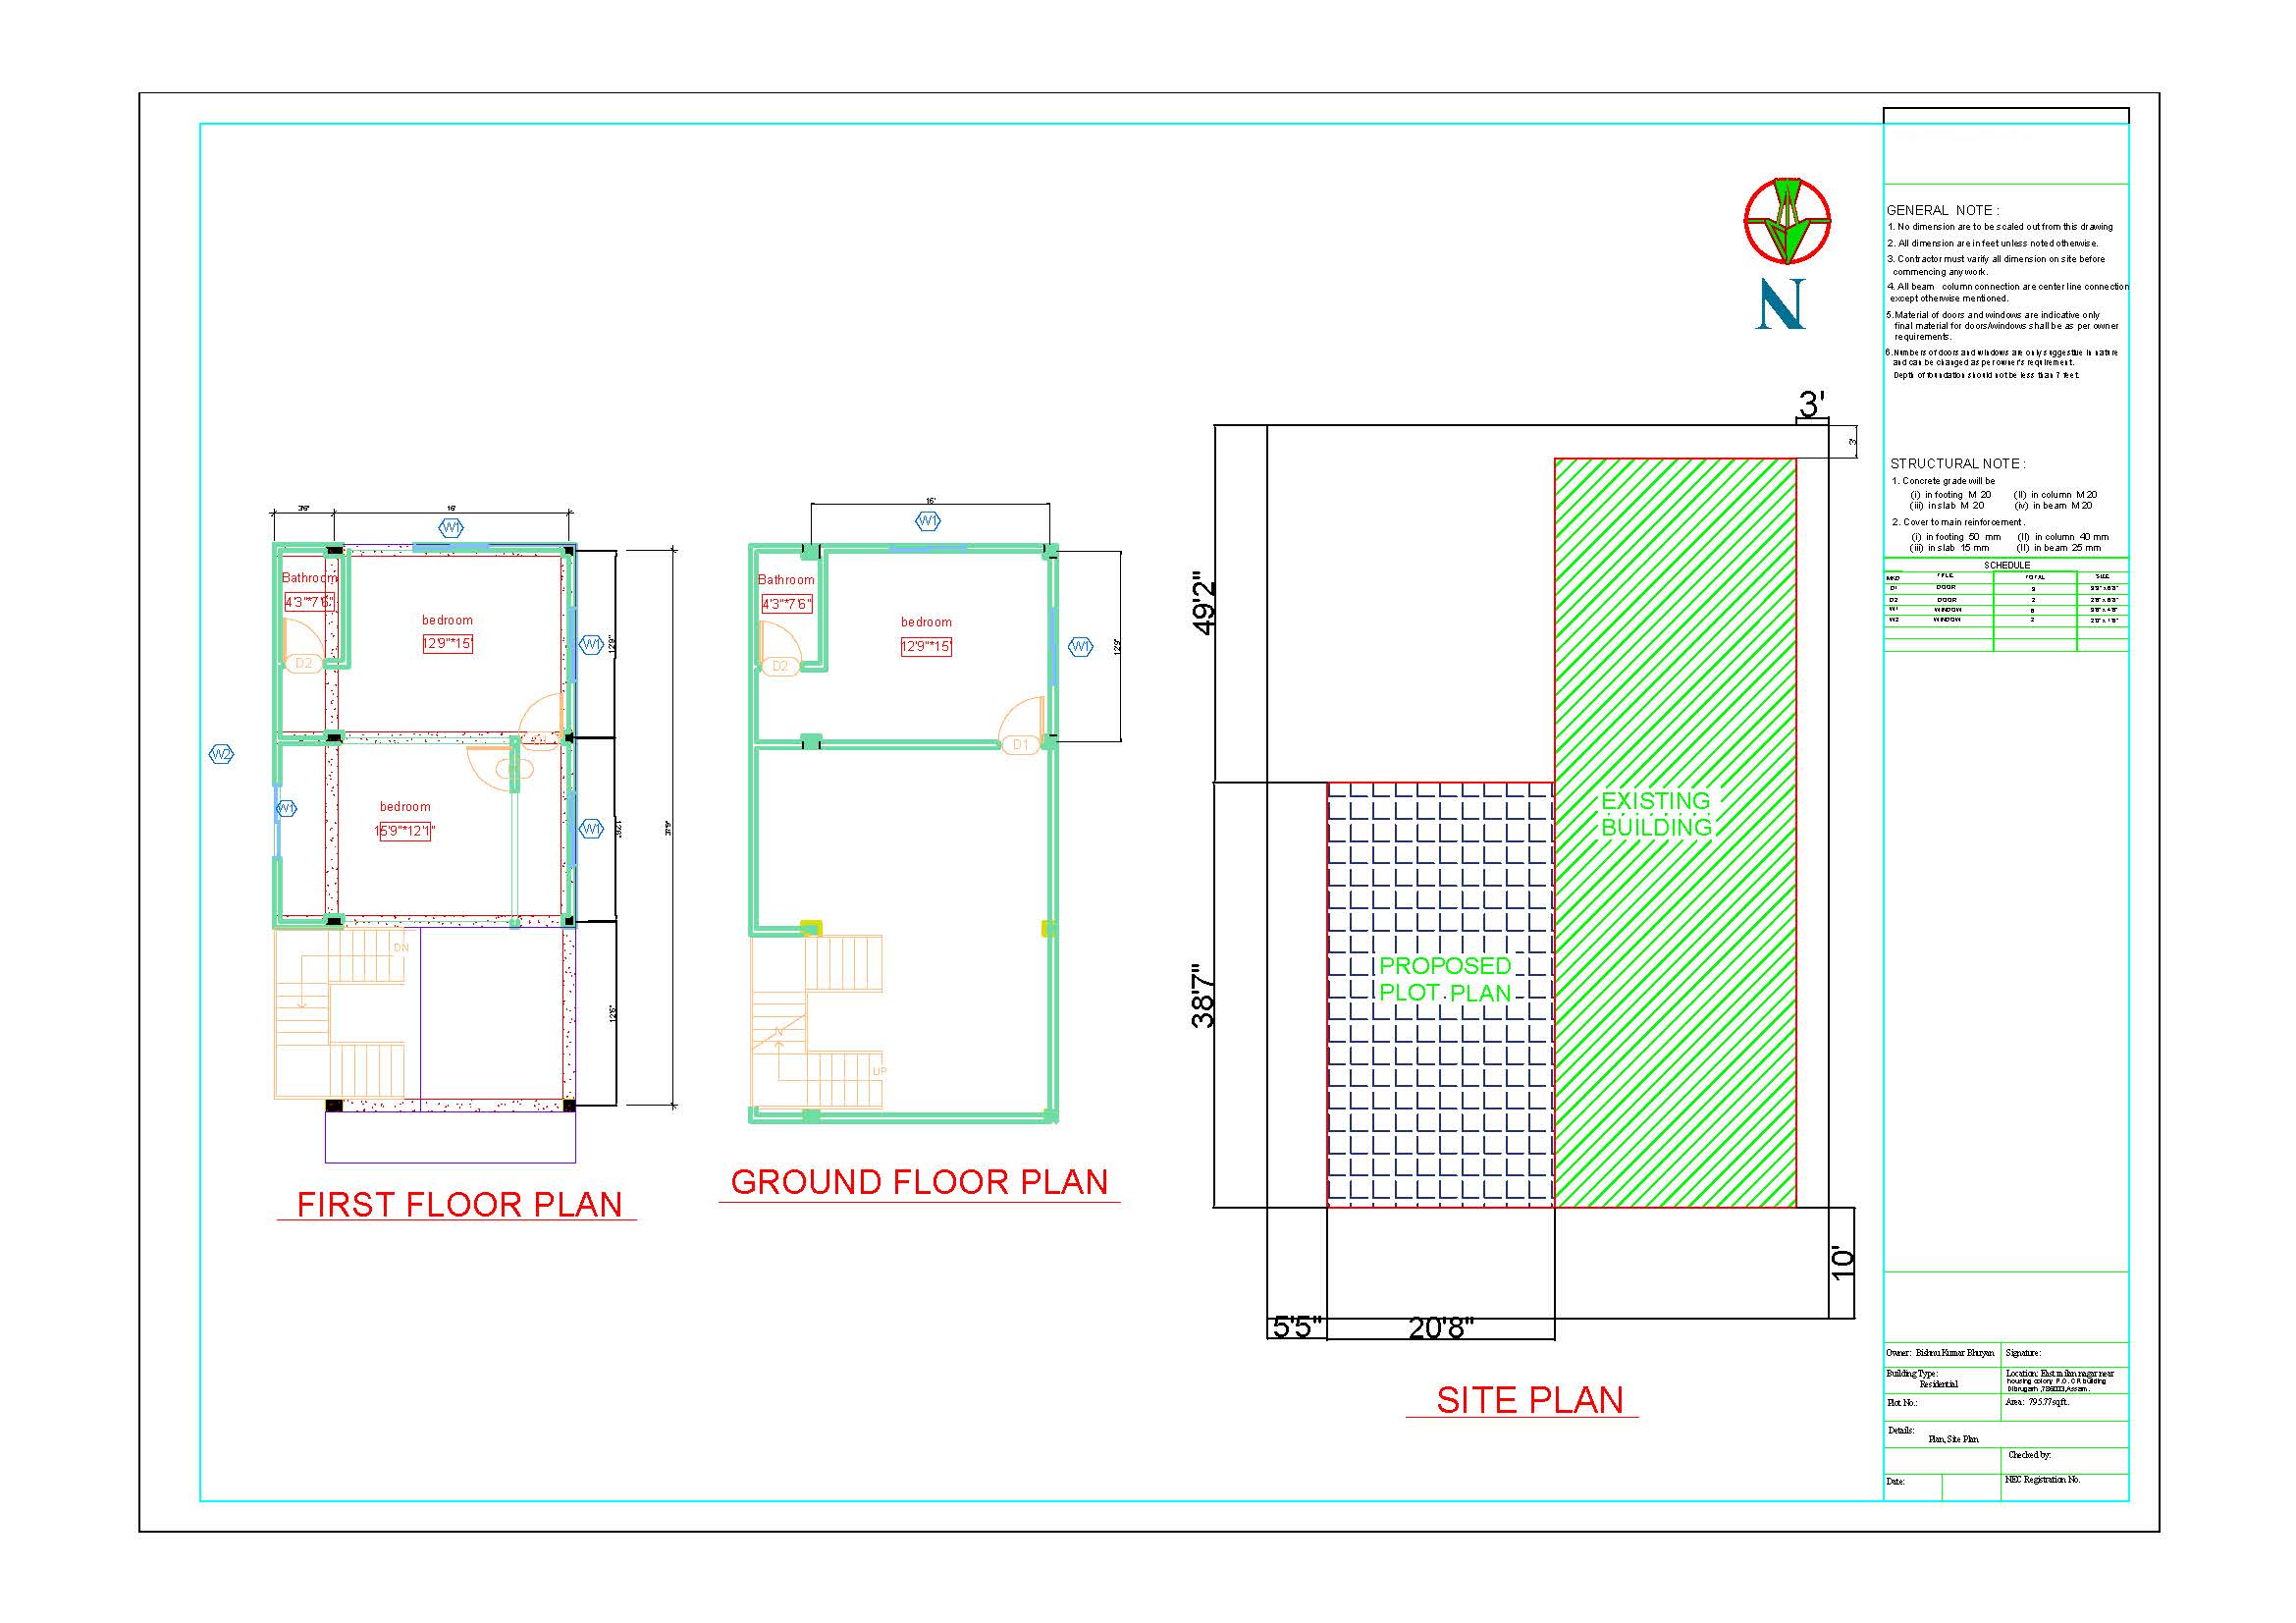 N
3'
3'
49'2"
38'7"
EXISTING
BUILDING
PROPOSED
PLOT PLAN
10'
5'5"
20'8"
SITE PLAN
3'6"
16'
W1
Bathroom
4'3"*7'6"
bedroom
12'9"*15'
D2
W1
12'9"
W2
W1
bedroom
15'9"*12'1"
W1
DN
12'6"
FIRST FLOOR PLAN
16'
W1
Bathroom
4'3"*7'6"
bedroom
12'9"*15'
W1
12'9"
D2
D1
UP
GROUND FLOOR PLAN
GENERAL NOTE :
1. No dimension are to be scaled out from this drawing
2. All dimension are in feet unless noted otherwise.
3. Contractor must varify all dimension on site before
commencing any work.
4. All beam column connection are center line connection
except otherwise mentioned.
5.Material of doors and windows are indicative only
final material for doors/windows shall be as per owner
requirements.
6.Numbers of doors and windows are only suggestive in nature
and can be changed as per owner's requirement.
Depth of foundation should not be less than 7 feet.
STRUCTURAL NOTE :
1. Concrete grade will be
(i) in footing M 20 (II) in column M 20
(iii) in slab M 20 (iv) in beam M 20
2. Cover to main reinforcement .
(i) in footing 50 mm (II) in column 40 mm
(iii) in slab 15 mm (II) in beam 25 mm
SCHEDULE
MKD TITLE TOTAL SIZE
D1 DOOR
D2 DOOR 2
W1 WINDOW
W2 WINDOW 2
Owner: Bishnu Kumar Bhuyan Signature:
Building Type:
Residential
Location: East milan nagar near
housing colony P.O. C R building
Dibrugarh ,786003,Assam.
Plot No.: Area: 795.77sqft.
Details:
Plan, Site Plan
Checked by:
Date: NEC Registration No.